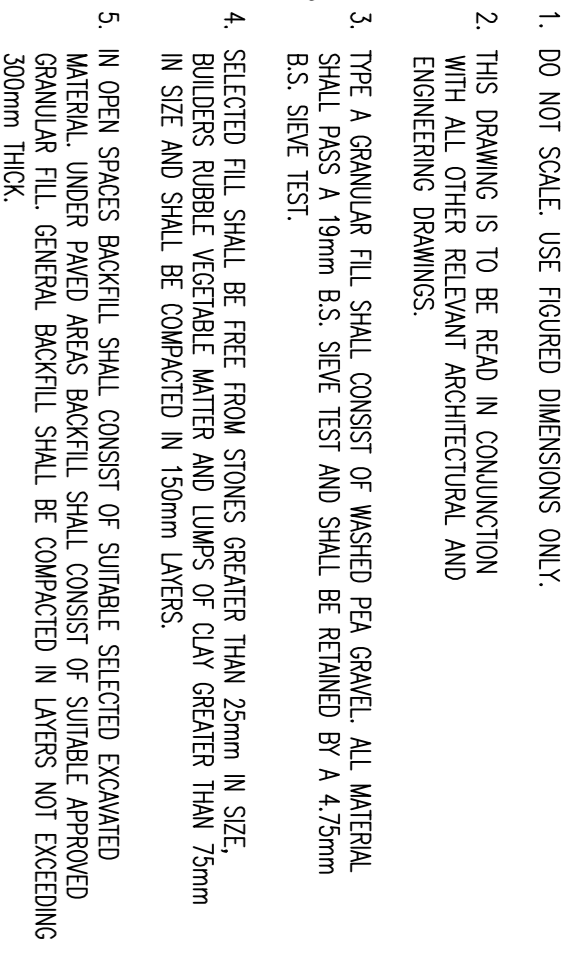 1. DO NOT SCALE. USE FIGURED DIMENSIONS ONLY.
2. THIS DRAWING IS TO BE READ IN CONJUNCTION
WITH ALL OTHER RELEVANT ARCHITECTURAL AND
ENGINEERING DRAWINGS.
3. TYPE A GRANULAR FILL SHALL CONSIST OF WASHED PEA GRAVEL. ALL MATERIAL
SHALL PASS A 19mm B.S. SIEVE TEST AND SHALL BE RETAINED BY A 4.75mm
B.S. SIEVE TEST.
4. SELECTED FILL SHALL BE FREE FROM STONES GREATER THAN 25mm IN SIZE,
BUILDERS RUBBLE VEGETABLE MATTER AND LUMPS OF CLAY GREATER THAN 75mm
IN SIZE AND SHALL BE COMPACTED IN 150mm LAYERS.
5. IN OPEN SPACES BACKFILL SHALL CONSIST OF SUITABLE SELECTED EXCAVATED
MATERIAL. UNDER PAVED AREAS BACKFILL SHALL CONSIST OF SUITABLE APPROVED
GRANULAR FILL. GENERAL BACKFILL SHALL BE COMPACTED IN LAYERS NOT EXCEEDING
300mm THICK.